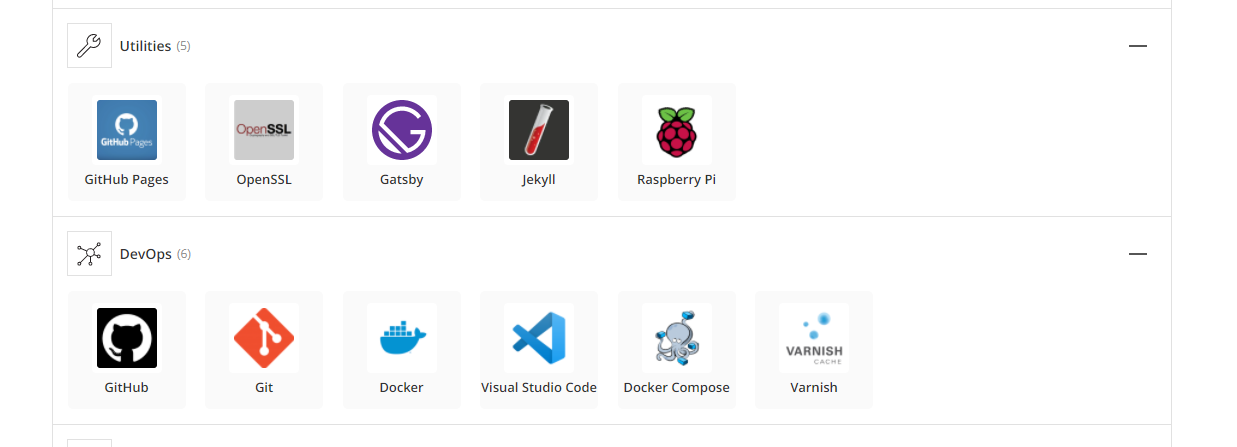 Utilities (5)
GitHub Pages
OpenSSL
GitHub Pages
OpenSSL
Gatsby
Jekyll
Raspberry Pi
DevOps (6)
VARNISH
CACHE
GitHub
Git
Docker
Visual Studio Code
Docker Compose
Varnish